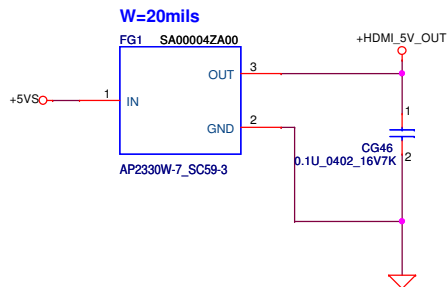 W=20mils
FG1 SA00004ZA00
+HDMI_5V_OUT
OUT 3
+5VS 1 IN
GND 2
1
CG46
0.1U_0402_16V7K
2
AP2330W-7_SC59-3